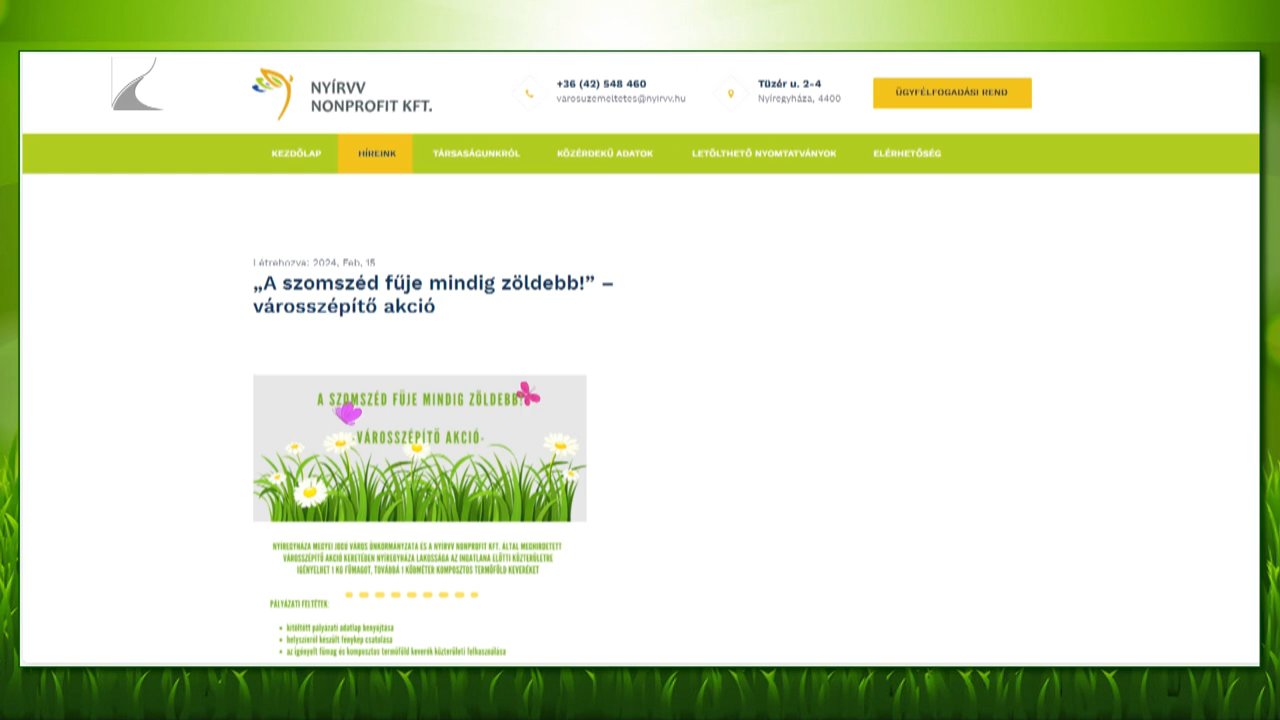 NYÍRVV
NONPROFIT KFT.
+36 (42) 548 460
varosuzemeltetes@nyirvv.hu
Tüzér u. 2-4
Nyíregyháza, 4400
ÜGYFÉLFOGADÁSI REND
KEZDŐLAP HÍREINK TÁRSASÁGUNKRÓL KÖZÉRDEKŰ ADATOK LETÖLTHETŐ NYOMTATVÁNYOK ELÉRHETŐSÉG
Létrehozva: 2024, Feb, 15
„A szomszéd fűje mindig zöldebb!” –
városszépítő akció
A SZOMSZÉD FŰJE MINDIG ZÖLDEBB!
-VÁROSSZÉPÍTŐ AKCIÓ-
NYÍREGYHÁZA MEGYEI JOGÚ VÁROS ÖNKORMÁNYZATA ÉS A NYÍRVV NONPROFIT KFT. ÁLTAL MEGHIRDETETT
VÁROSSZÉPÍTŐ AKCIÓ KERETÉBEN NYÍREGYHÁZA LAKOSSÁGA AZ INGATLANA ELŐTTI KÖZTERÜLETRE
IGÉNYELHET 1 KG FŰMAGOT, TOVÁBBÁ 1 KÖBMÉTER KOMPOSZTOS TERMŐFÖLD KEVERÉKET
PÁLYÁZATI FELTÉTEK:
• kitöltött pályázati adatlap benyújtása
• helyszínről készült fénykép csatolása
• az igényelt fűmag és komposztos termőföld keverék közterületi felhasználása